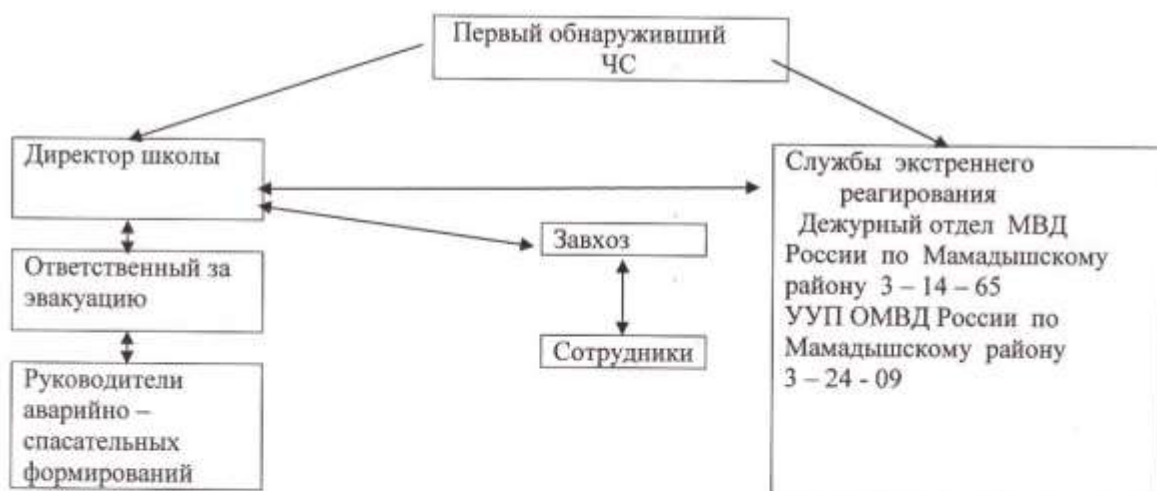 Первый обнаруживший
ЧС
Директор школы
Ответственный за
эвакуацию
Руководители
аварийно –
спасательных
формирований
Завхоз
Сотрудники
Службы экстреннего
реагирования
Дежурный отдел МВД
России по Мамадышскому
району 3 – 14 – 65
УУП ОМВД России по
Мамадышскому району
3 – 24 - 09